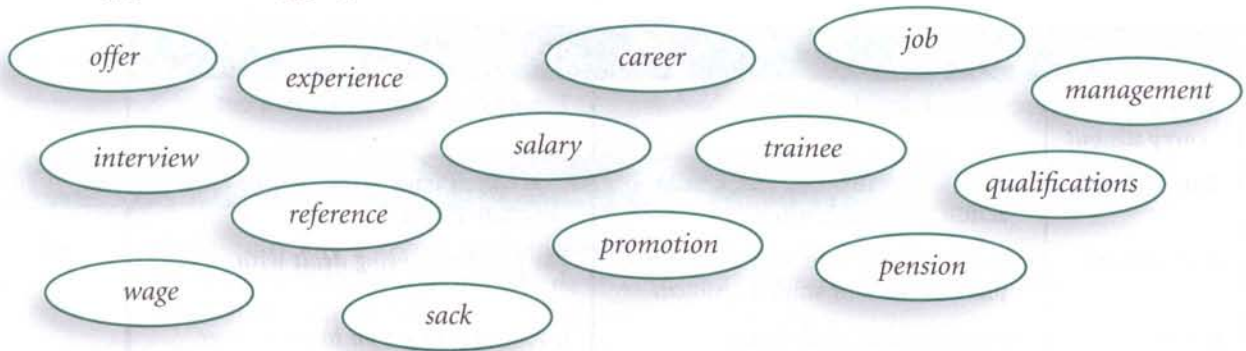 offer
experience
career
job
management
interview
salary
trainee
qualifications
reference
promotion
pension
wage
sack